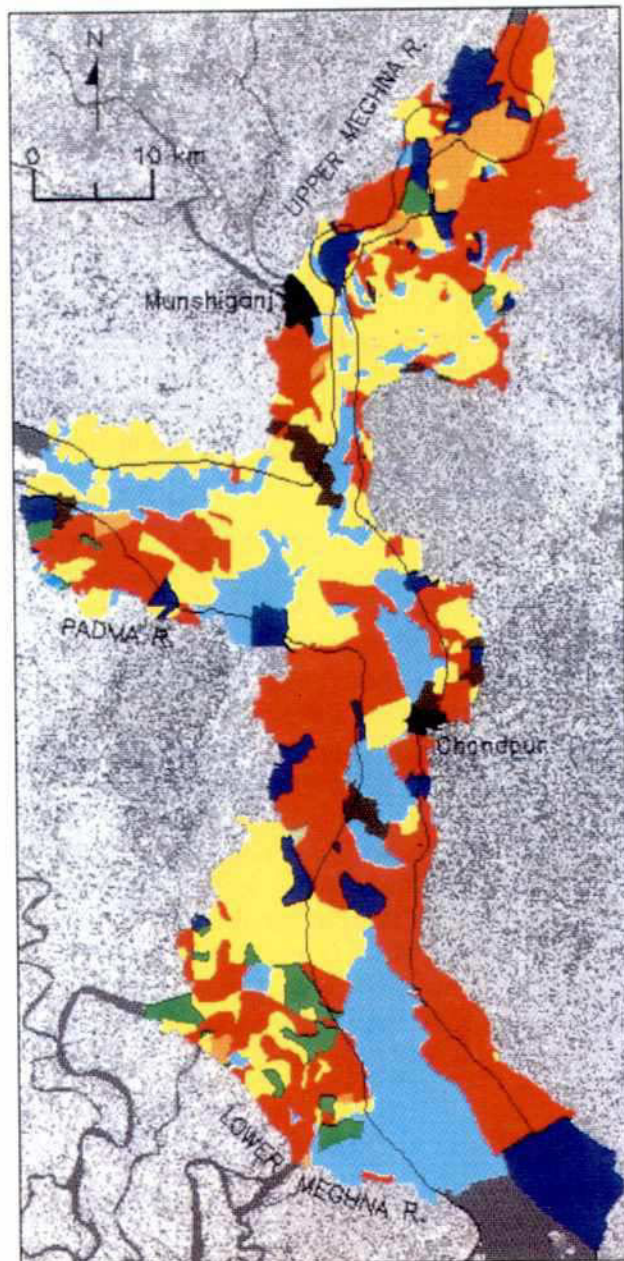 N
0 10 km
UPPER MEGHNA R.
Munshiganj
PADMA R.
Chandpur
LOWER MEGHNA R.